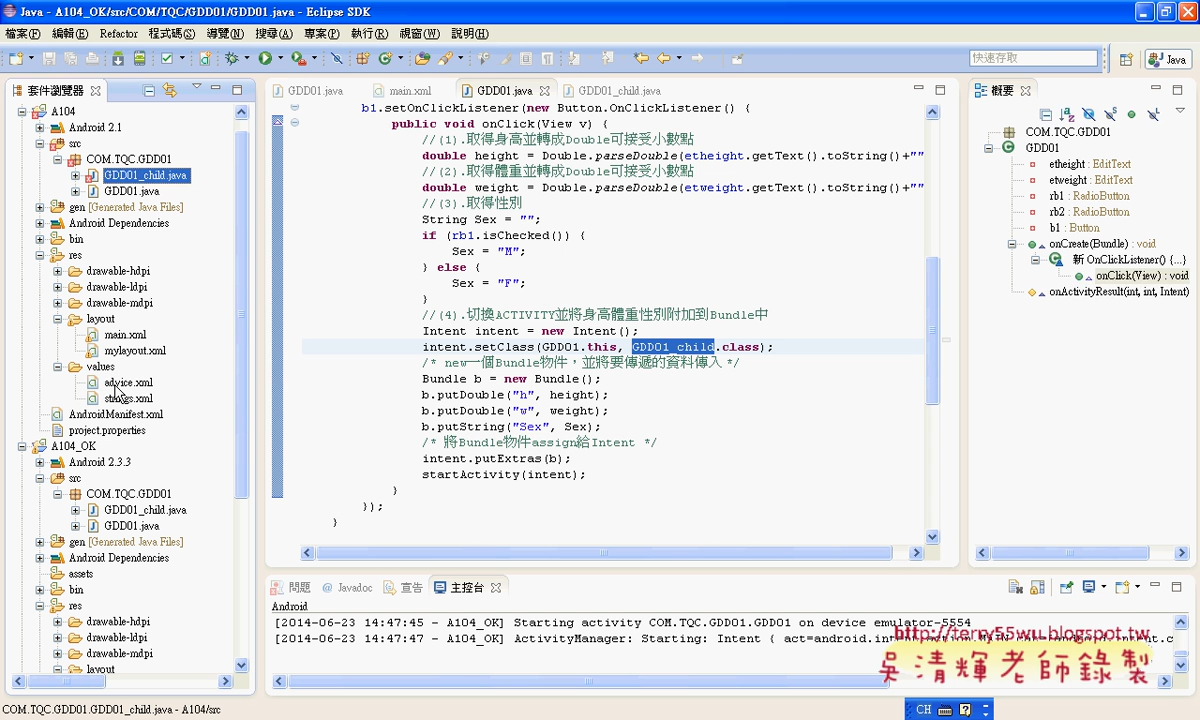 Java - A104_OK/src/COM/TQC/GDD01/GDD01.java - Eclipse SDK
檔案(F) 編輯(E) Refactor 程式碼(S) 導覽(N) 搜尋(A) 專案(P) 執行(R) 視窗(W) 說明(H)
快速存取
Java
套件瀏覽器
A104
Android 2.1
src
COM.TQC.GDD01
GDD01_child.java
GDD01.java
gen [Generated Java Files]
Android Dependencies
bin
res
drawable-hdpi
drawable-ldpi
drawable-mdpi
layout
main.xml
mylayout.xml
values
advice.xml
strings.xml
AndroidManifest.xml
project.properties
A104_OK
Android 2.3.3
src
COM.TQC.GDD01
GDD01_child.java
GDD01.java
gen [Generated Java Files]
Android Dependencies
assets
bin
res
drawable-hdpi
drawable-ldpi
drawable-mdpi
layout
GDD01.java main.xml GDD01.java GDD01_child.java
b1.setOnClickListener(new Button.OnClickListener() {
public void onClick(View v) {
//(1).取得身高並轉成Double可接受小數點
double height = Double.parseDouble(etheight.getText().toString()+""
//(2).取得體重並轉成Double可接受小數點
double weight = Double.parseDouble(etweight.getText().toString()+""
//(3).取得性別
String Sex = "";
if (rb1.isChecked()) {
Sex = "M";
} else {
Sex = "F";
}
//(4).切換ACTIVITY並將身高體重性別附加到Bundle中
Intent intent = new Intent();
intent.setClass(GDD01.this, GDD01_child.class);
/* new一個Bundle物件，並將要傳遞的資料傳入 */
Bundle b = new Bundle();
b.putDouble("h", height);
b.putDouble("w", weight);
b.putString("Sex", Sex);
/* 將Bundle物件assign給Intent */
intent.putExtras(b);
startActivity(intent);
}
});
}
概要
COM.TQC.GDD01
GDD01
etheight : EditText
etweight : EditText
rb1 : RadioButton
rb2 : RadioButton
b1 : Button
onCreate(Bundle) : void
新 OnClickListener() {...}
onClick(View) : void
onActivityResult(int, int, Intent)
問題 @ Javadoc 宣告 主控台
Android
[2014-06-23 14:47:45 - A104_OK] Starting activity COM.TQC.GDD01.GDD01 on device emulator-5554
[2014-06-23 14:47:47 - A104_OK] ActivityManager: Starting: Intent { act=android.intent.action.MAIN cat=[android.intent.c
http://terry55wu.blogspot.tw
吳清輝老師錄製
COM.TQC.GDD01.GDD01_child.java - A104/src
CH